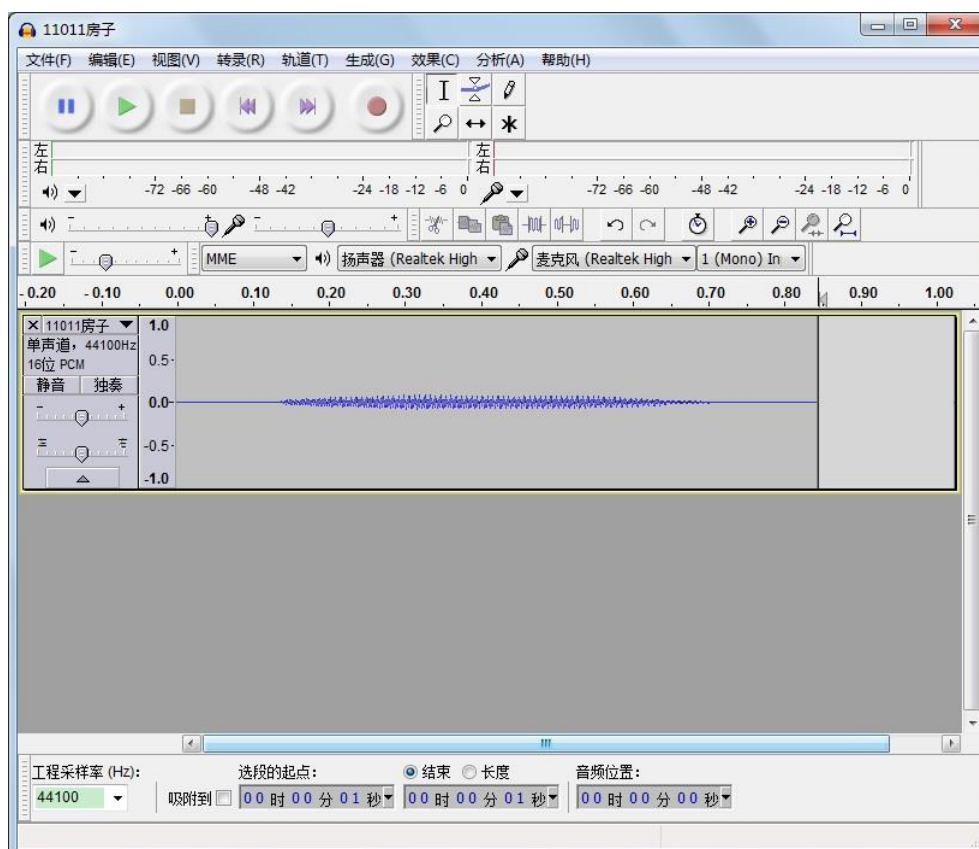 11011房子
文件(F) 编辑(E) 视图(V) 转录(R) 轨道(T) 生成(G) 效果(C) 分析(A) 帮助(H)
左 左
右 右
-72 -66 -60 -48 -42 -24 -18 -12 -6 0 -72 -66 -60 -48 -42 -24 -18 -12 -6 0
- + - +
- + MME 扬声器 (Realtek High 麦克风 (Realtek High 1 (Mono) In
-0.20 -0.10 0.00 0.10 0.20 0.30 0.40 0.50 0.60 0.70 0.80 0.90 1.00
× 11011房子 1.0
单声道, 44100Hz
16位 PCM 0.5
静音 独奏
- + 0.0
左 右 -0.5
-1.0
工程采样率 (Hz): 选段的起点: 结束 长度 音频位置:
44100 吸附到 00 时 00 分 01 秒 00 时 00 分 01 秒 00 时 00 分 00 秒